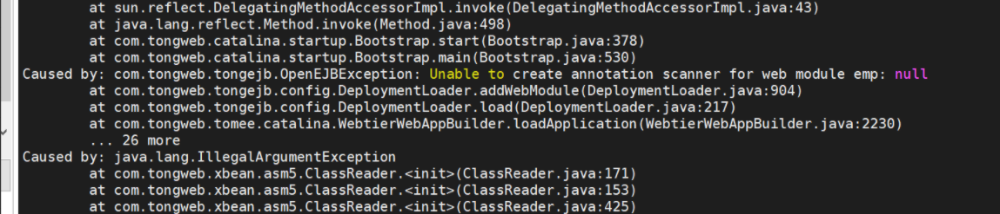 at sun.reflect.DelegatingMethodAccessorImpl.invoke(DelegatingMethodAccessorImpl.java:43)
at java.lang.reflect.Method.invoke(Method.java:498)
at com.tongweb.catalina.startup.Bootstrap.start(Bootstrap.java:378)
at com.tongweb.catalina.startup.Bootstrap.main(Bootstrap.java:530)
Caused by: com.tongweb.tongejb.OpenEJBException: Unable to create annotation scanner for web module emp: null
at com.tongweb.tongejb.config.DeploymentLoader.addWebModule(DeploymentLoader.java:904)
at com.tongweb.tongejb.config.DeploymentLoader.load(DeploymentLoader.java:217)
at com.tongweb.tomee.catalina.WebtierWebAppBuilder.loadApplication(WebtierWebAppBuilder.java:2230)
... 26 more
Caused by: java.lang.IllegalArgumentException
at com.tongweb.xbean.asm5.ClassReader.<init>(ClassReader.java:171)
at com.tongweb.xbean.asm5.ClassReader.<init>(ClassReader.java:153)
at com.tongweb.xbean.asm5.ClassReader.<init>(ClassReader.java:425)